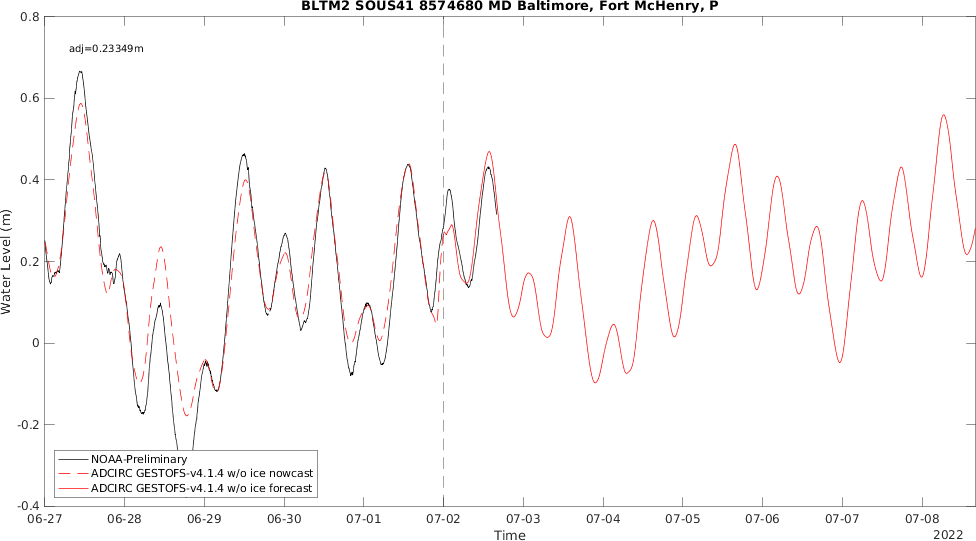 BLTM2 SOUS41 8574680 MD Baltimore, Fort McHenry, P
adj=0.23349m
Water Level (m)
0.8
0.6
0.4
0.2
0
-0.2
-0.4
NOAA-Preliminary
ADCIRC GESTOFS-v4.1.4 w/o ice nowcast
ADCIRC GESTOFS-v4.1.4 w/o ice forecast
06-27 06-28 06-29 06-30 07-01 07-02 07-03 07-04 07-05 07-06 07-07 07-08
Time
2022